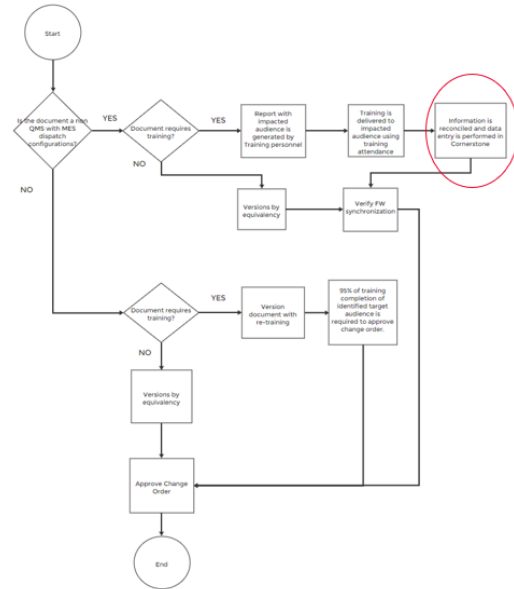 Start
Is the document a non
QMS with MES
dispatch
configurations?
YES
Document requires
training?
YES
Report with
impacted
audience is
generated by
Training personnel
Training is
delivered to
impacted
audience using
training
attendance
Information is
reconciled and data
entry is performed in
Cornerstone
NO
NO
Versions by
equivalency
Verify FW
synchronization
Document requires
training?
YES
Version
document with
re-training
95% of training
completion of
identified target
audience is
required to approve
change order.
NO
Versions by
equivalency
Approve Change
Order
End